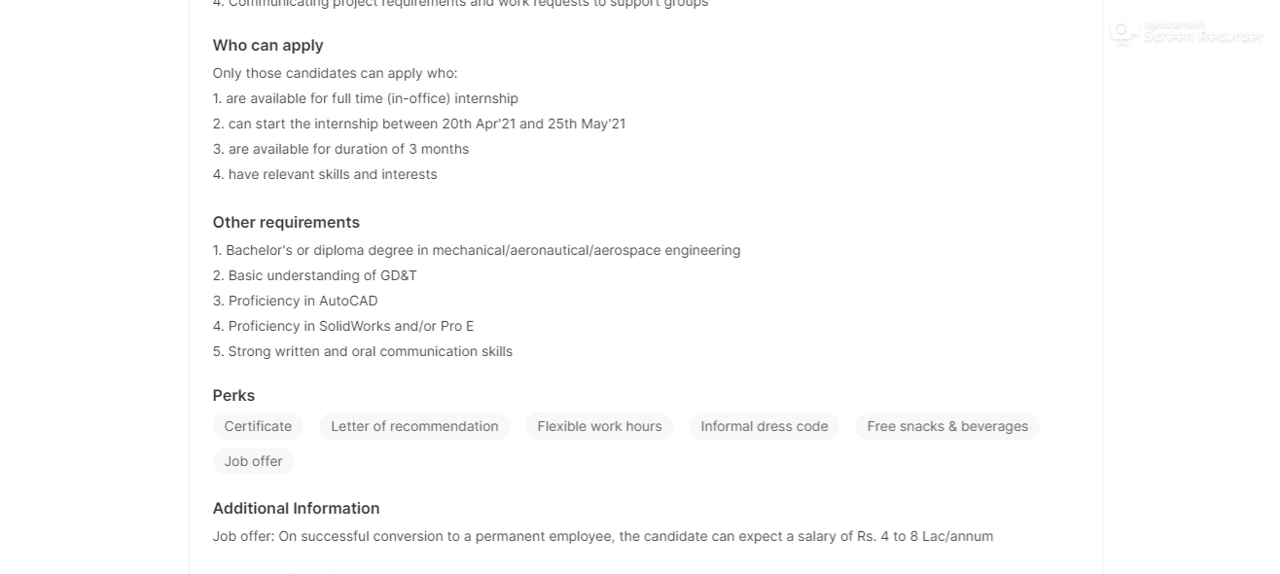 4. Communicating project requirements and work requests to support groups
Who can apply
Only those candidates can apply who:
1. are available for full time (in-office) internship
2. can start the internship between 20th Apr'21 and 25th May'21
3. are available for duration of 3 months
4. have relevant skills and interests
Other requirements
1. Bachelor's or diploma degree in mechanical/aeronautical/aerospace engineering
2. Basic understanding of GD&T
3. Proficiency in AutoCAD
4. Proficiency in SolidWorks and/or Pro E
5. Strong written and oral communication skills
Perks
Certificate Letter of recommendation Flexible work hours Informal dress code Free snacks & beverages
Job offer
Additional Information
Job offer: On successful conversion to a permanent employee, the candidate can expect a salary of Rs. 4 to 8 Lac/annum
Apowersoft
Screen Recorder